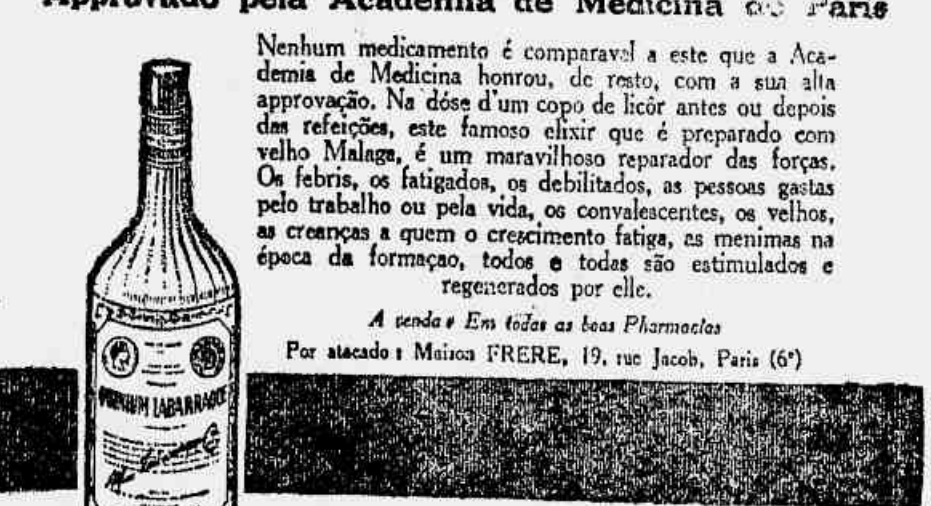 Approvado pela Academia de Medicina de Paris
Nenhum medicamento é comparavel a este que a Aca-
demia de Medicina honrou, de resto, com a sua alta
approvação. Na dóse d'um copo de licôr antes ou depois
das refeições, este famoso elixir que é preparado com
velho Malaga, é um maravilhoso reparador das forças.
Os febris, os fatigados, os debilitados, as pessoas gastas
pelo trabalho ou pela vida, os convalescentes, os velhos,
as creanças a quem o crescimento fatiga, as menimas na
época da formaçao, todos e todas são estimulados e
regenerados por elle.
A venda: Em todas as boas Pharmacias
Por atacado: Maison FRERE, 19, rue Jacob, Paris (6º)
QUINIUM LABARRAQUE